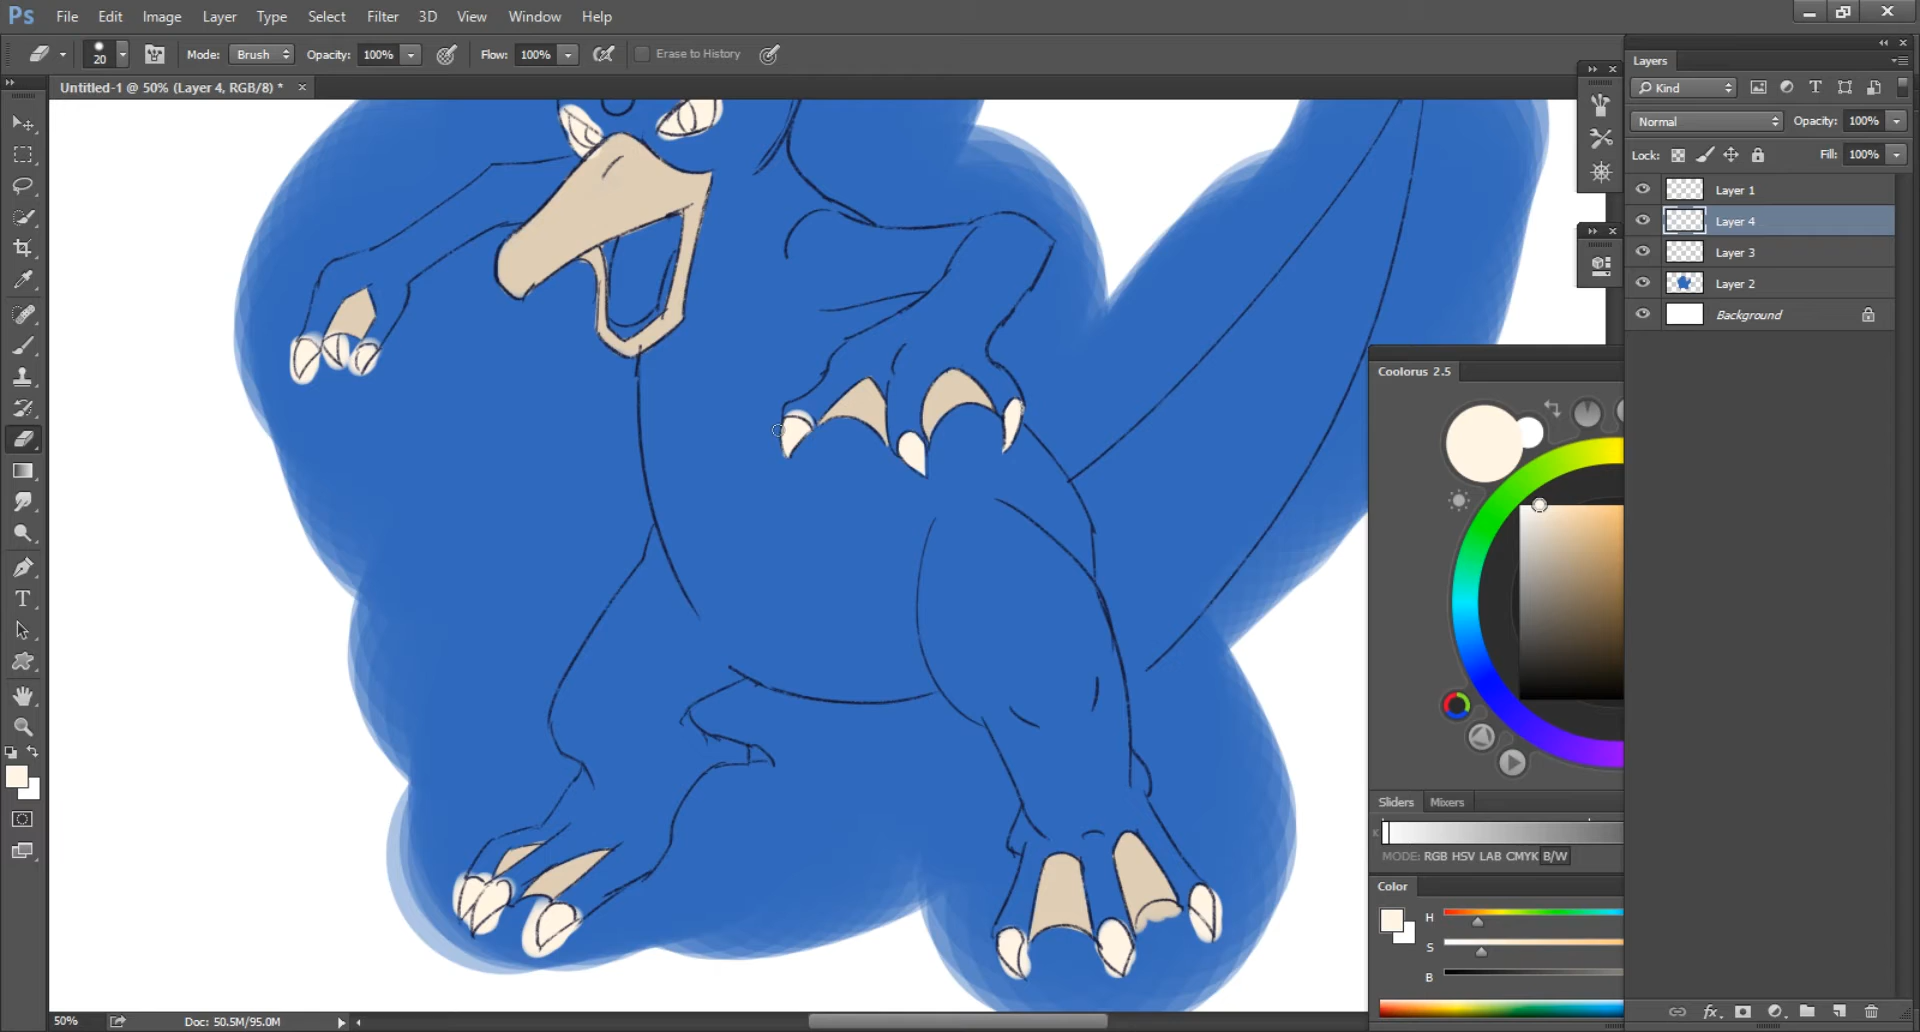 Ps File Edit Image Layer Type Select Filter 3D View Window Help
20 Mode: Brush Opacity: 100% Flow: 100% Erase to History
Untitled-1 @ 50% (Layer 4, RGB/8) * ×
Layers
Kind
Normal Opacity: 100%
Lock: Fill: 100%
Layer 1
Layer 4
Layer 3
Layer 2
Background
Coolorus 2.5
Sliders Mixers
K
MODE: RGB HSV LAB CMYK B/W
Color
H
S
B
50% Doc: 50.5M/95.0M
fx